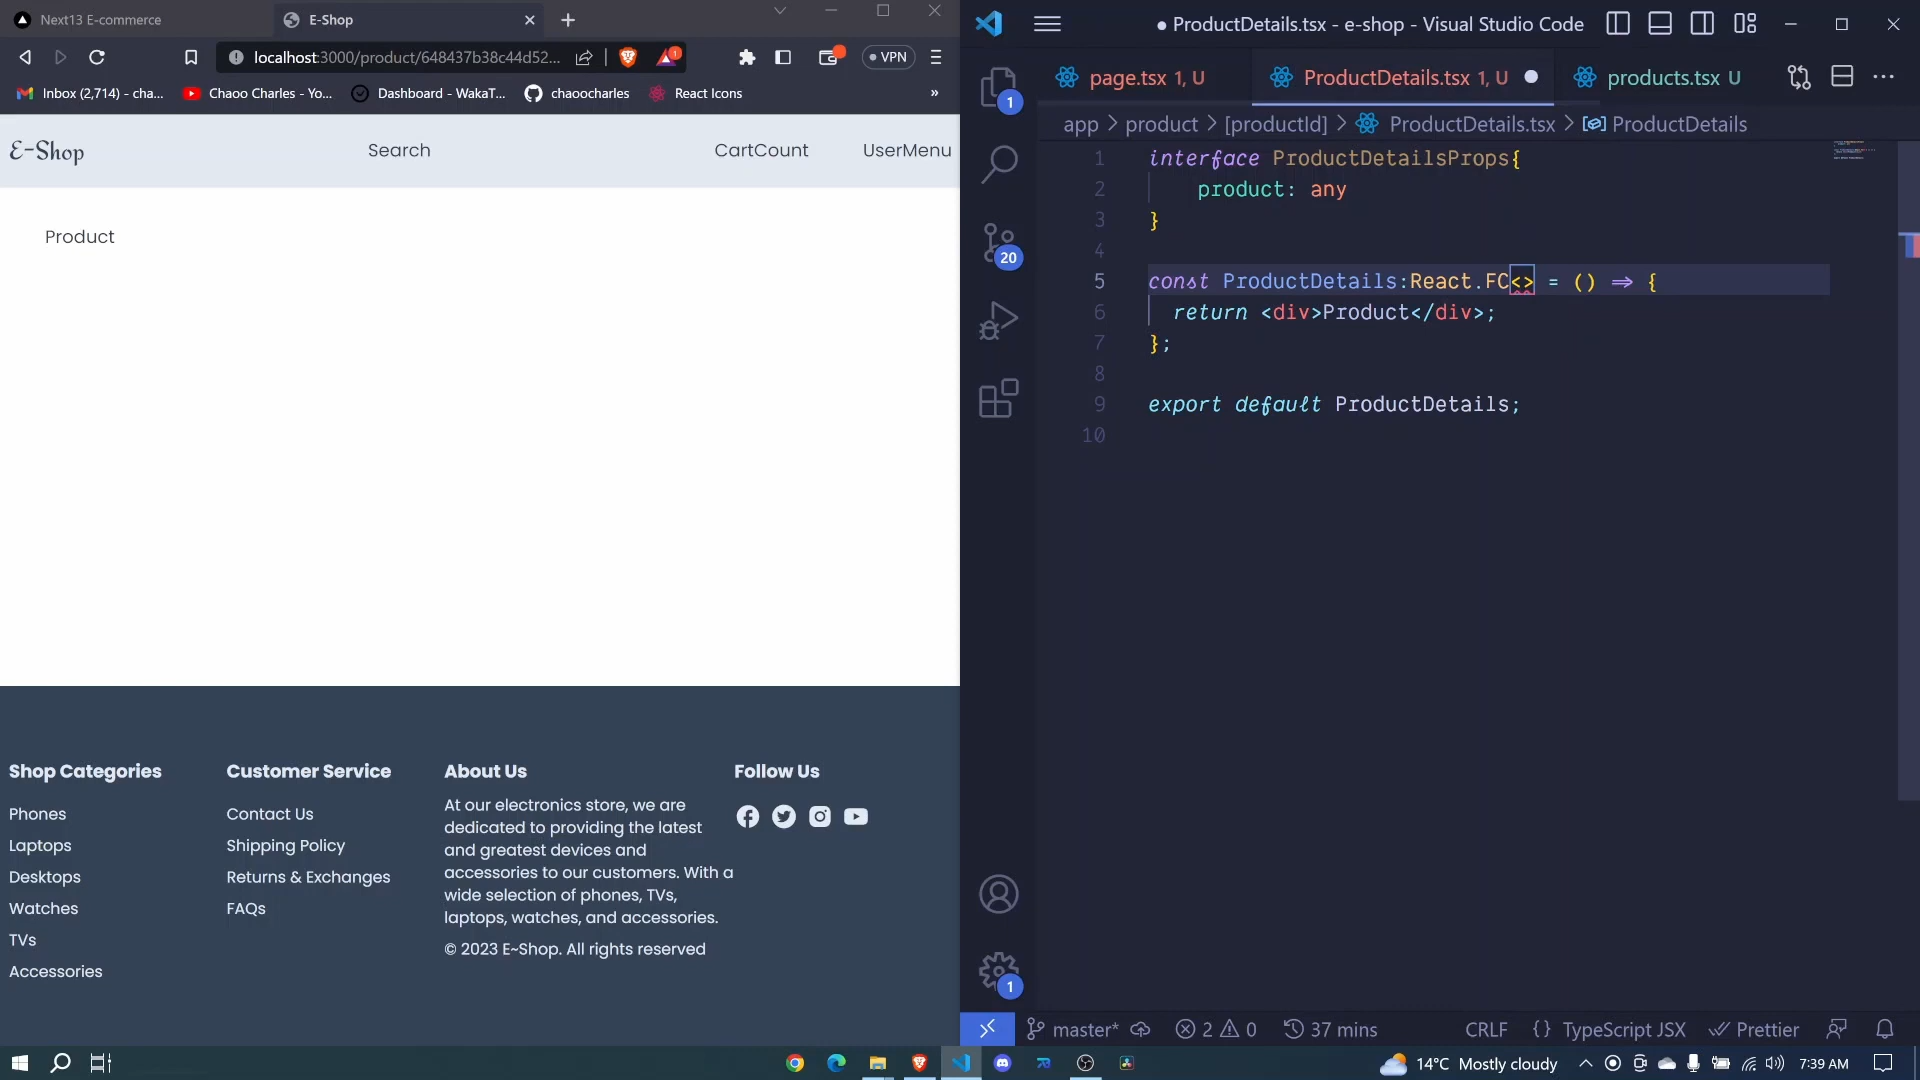 Next13 E-commerce
E-Shop
localhost:3000/product/648437b38c44d52...
1
VPN
Inbox (2,714) - cha...
Chaoo Charles - Yo...
Dashboard - WakaT...
chaoocharles
React Icons
»
E~Shop
Search
CartCount
UserMenu
Product
Shop Categories
Phones
Laptops
Desktops
Watches
TVs
Accessories
Customer Service
Contact Us
Shipping Policy
Returns & Exchanges
FAQs
About Us
At our electronics store, we are
dedicated to providing the latest
and greatest devices and
accessories to our customers. With a
wide selection of phones, TVs,
laptops, watches, and accessories.
© 2023 E~Shop. All rights reserved
Follow Us
● ProductDetails.tsx - e-shop - Visual Studio Code
page.tsx 1, U
ProductDetails.tsx 1, U
products.tsx U
app > product > [productId] > ProductDetails.tsx > ProductDetails
1
20
1
1 interface ProductDetailsProps{
2 product: any
3 }
4
5 const ProductDetails:React.FC<> = () => {
6 return <div>Product</div>;
7 };
8
9 export default ProductDetails;
10
master*
2
0
37 mins
CRLF
{} TypeScript JSX
Prettier
14°C Mostly cloudy
7:39 AM